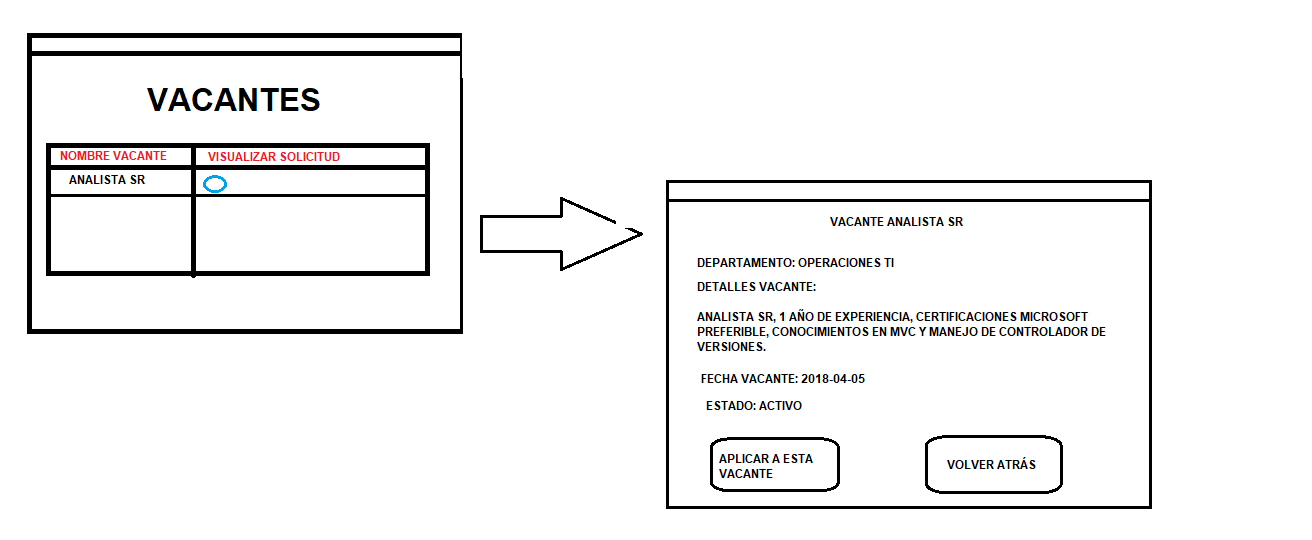 VACANTES
NOMBRE VACANTE
VISUALIZAR SOLICITUD
ANALISTA SR
VACANTE ANALISTA SR
DEPARTAMENTO: OPERACIONES TI
DETALLES VACANTE:
ANALISTA SR, 1 AÑO DE EXPERIENCIA, CERTIFICACIONES MICROSOFT
PREFERIBLE, CONOCIMIENTOS EN MVC Y MANEJO DE CONTROLADOR DE
VERSIONES.
FECHA VACANTE: 2018-04-05
ESTADO: ACTIVO
APLICAR A ESTA
VACANTE
VOLVER ATRÁS